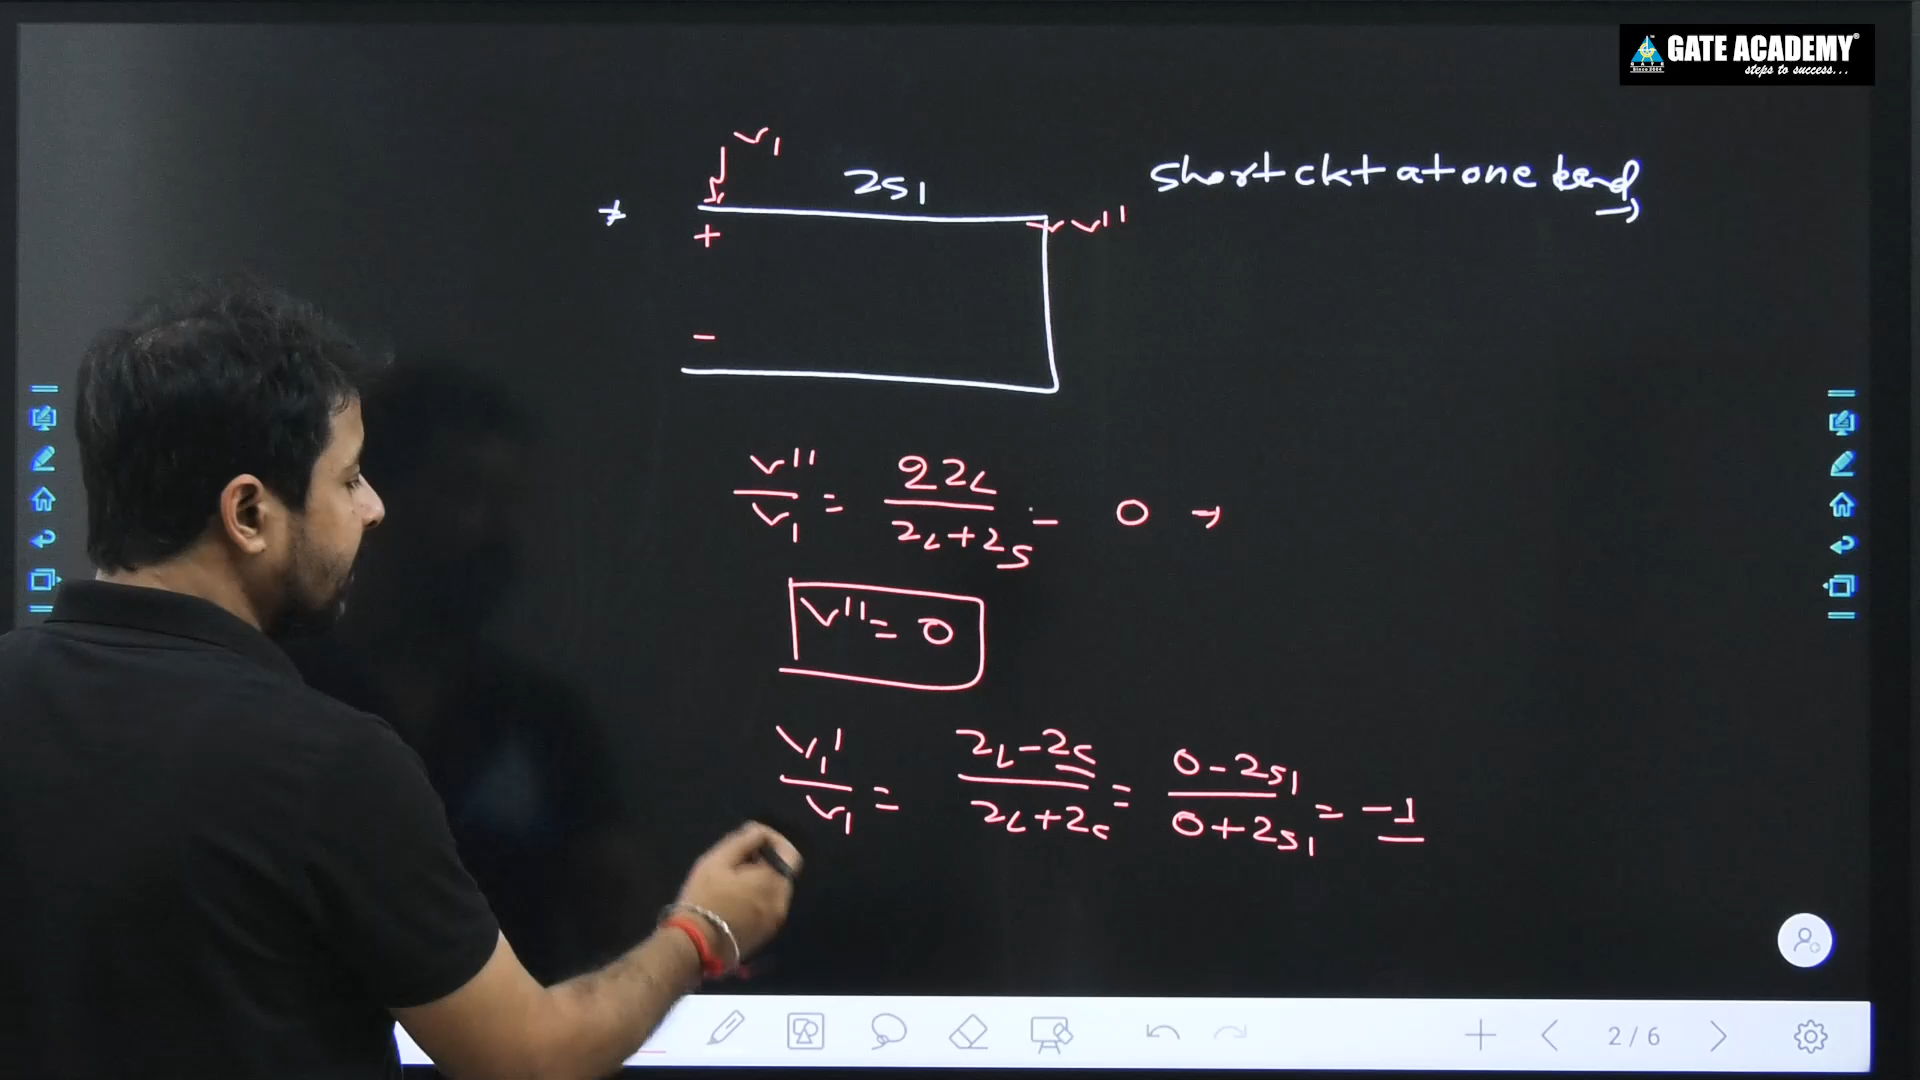 GATE ACADEMY®
steps to success...
V1
2S1
short ckt at one end
*
V''
+
-
V''/V1 = 2ZL/(ZL+ZS = 0 →
V'' = 0
V1'/V1 = ZL-ZS/ZL+ZS = 0-ZS1/0+ZS1 = -1
2/6